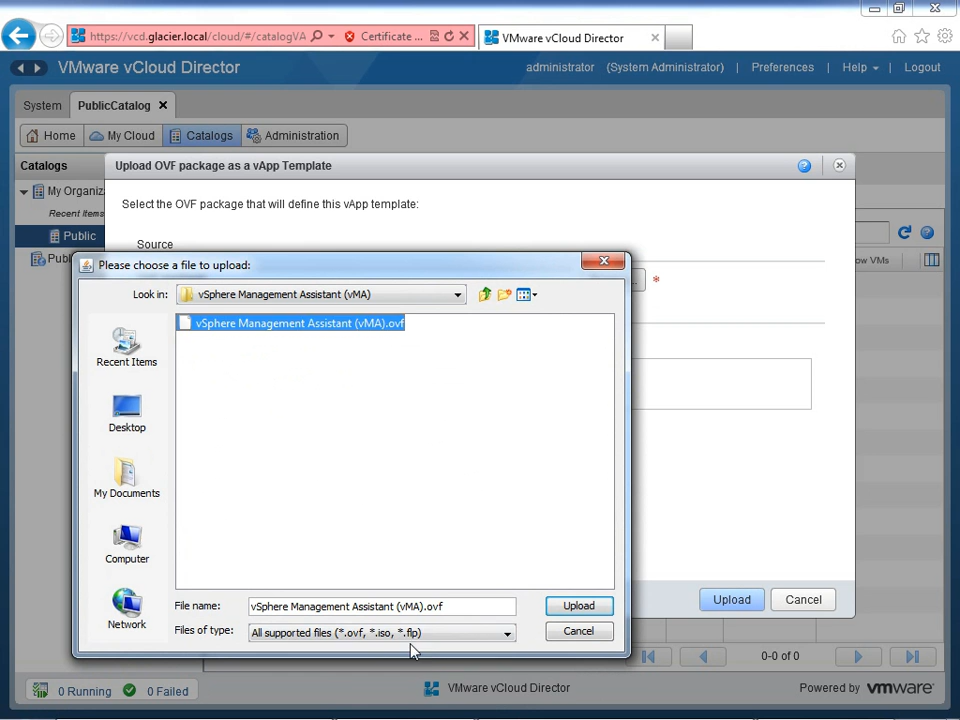 https://vcd.glacier.local/cloud/#/catalogVA
Certificate ...
VMware vCloud Director
VMware vCloud Director
administrator
(System Administrator)
Preferences
Help
Logout
System
PublicCatalog
Home
My Cloud
Catalogs
Administration
Catalogs
Upload OVF package as a vApp Template
My Organiz
Select the OVF package that will define this vApp template:
Recent Items
Public
Source
Publ
ow VMs
Please choose a file to upload:
... *
Look in:
vSphere Management Assistant (vMA)
vSphere Management Assistant (vMA).ovf
Recent Items
Desktop
My Documents
Computer
Network
File name:
vSphere Management Assistant (vMA).ovf
Upload
Files of type:
All supported files (*.ovf, *.iso, *.flp)
Cancel
Upload
Cancel
0-0 of 0
0 Running
0 Failed
VMware vCloud Director
Powered by vmware